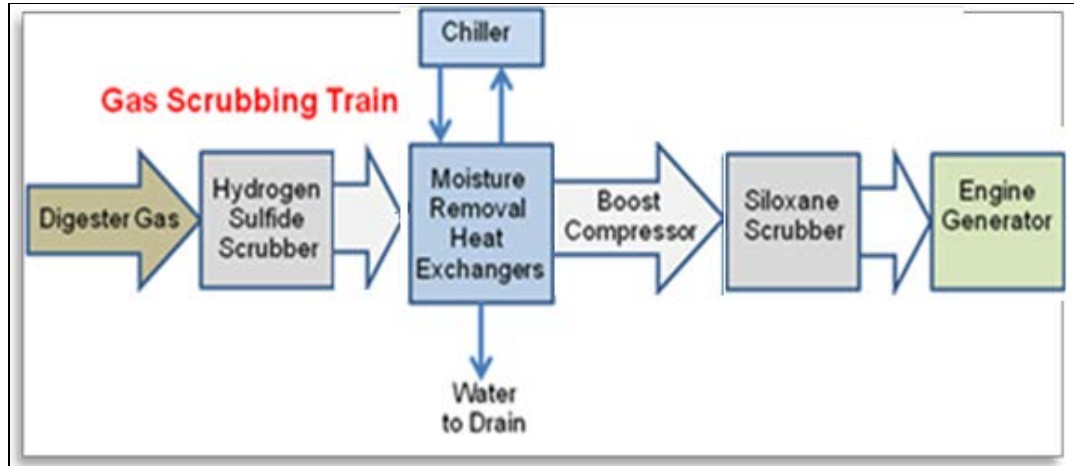 Chiller
Gas Scrubbing Train
Digester Gas
Hydrogen
Sulfide
Scrubber
Moisture
Removal
Heat
Exchangers
Boost
Compressor
Siloxane
Scrubber
Engine
Generator
Water
to Drain